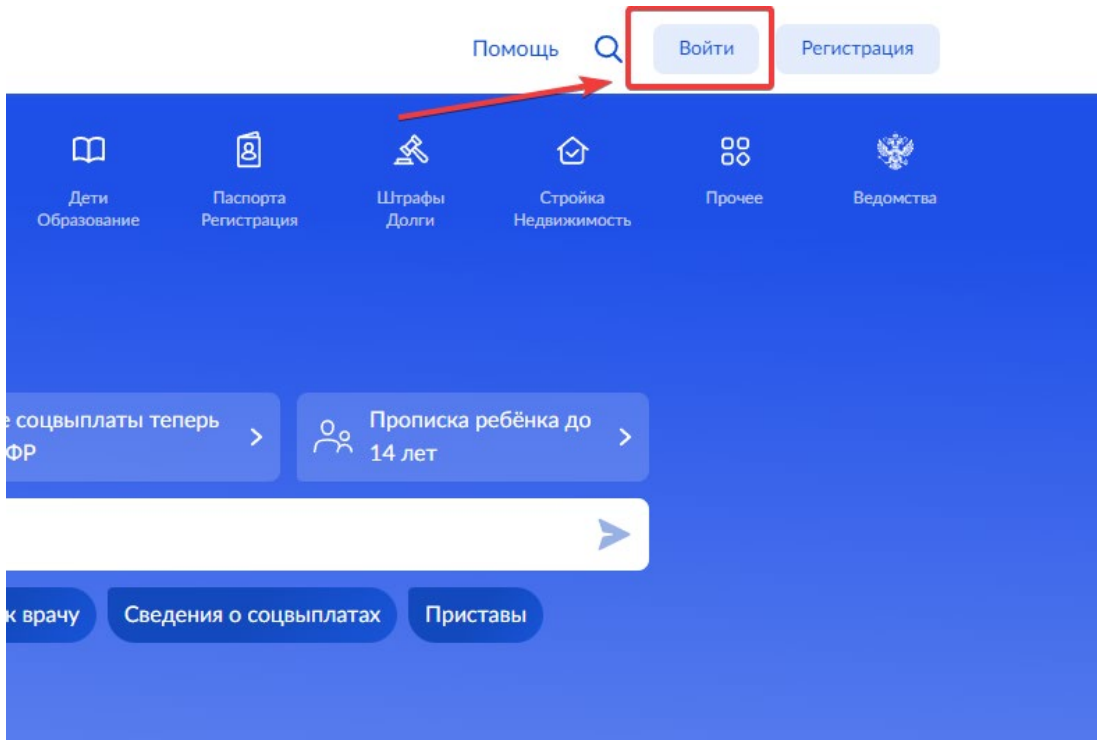 Помощь
Войти
Регистрация
Дети
Образование
Паспорта
Регистрация
Штрафы
Долги
Стройка
Недвижимость
Прочее
Ведомства
соцвыплаты теперь
ФР
Прописка ребёнка до
14 лет
к врачу
Сведения о соцвыплатах
Приставы